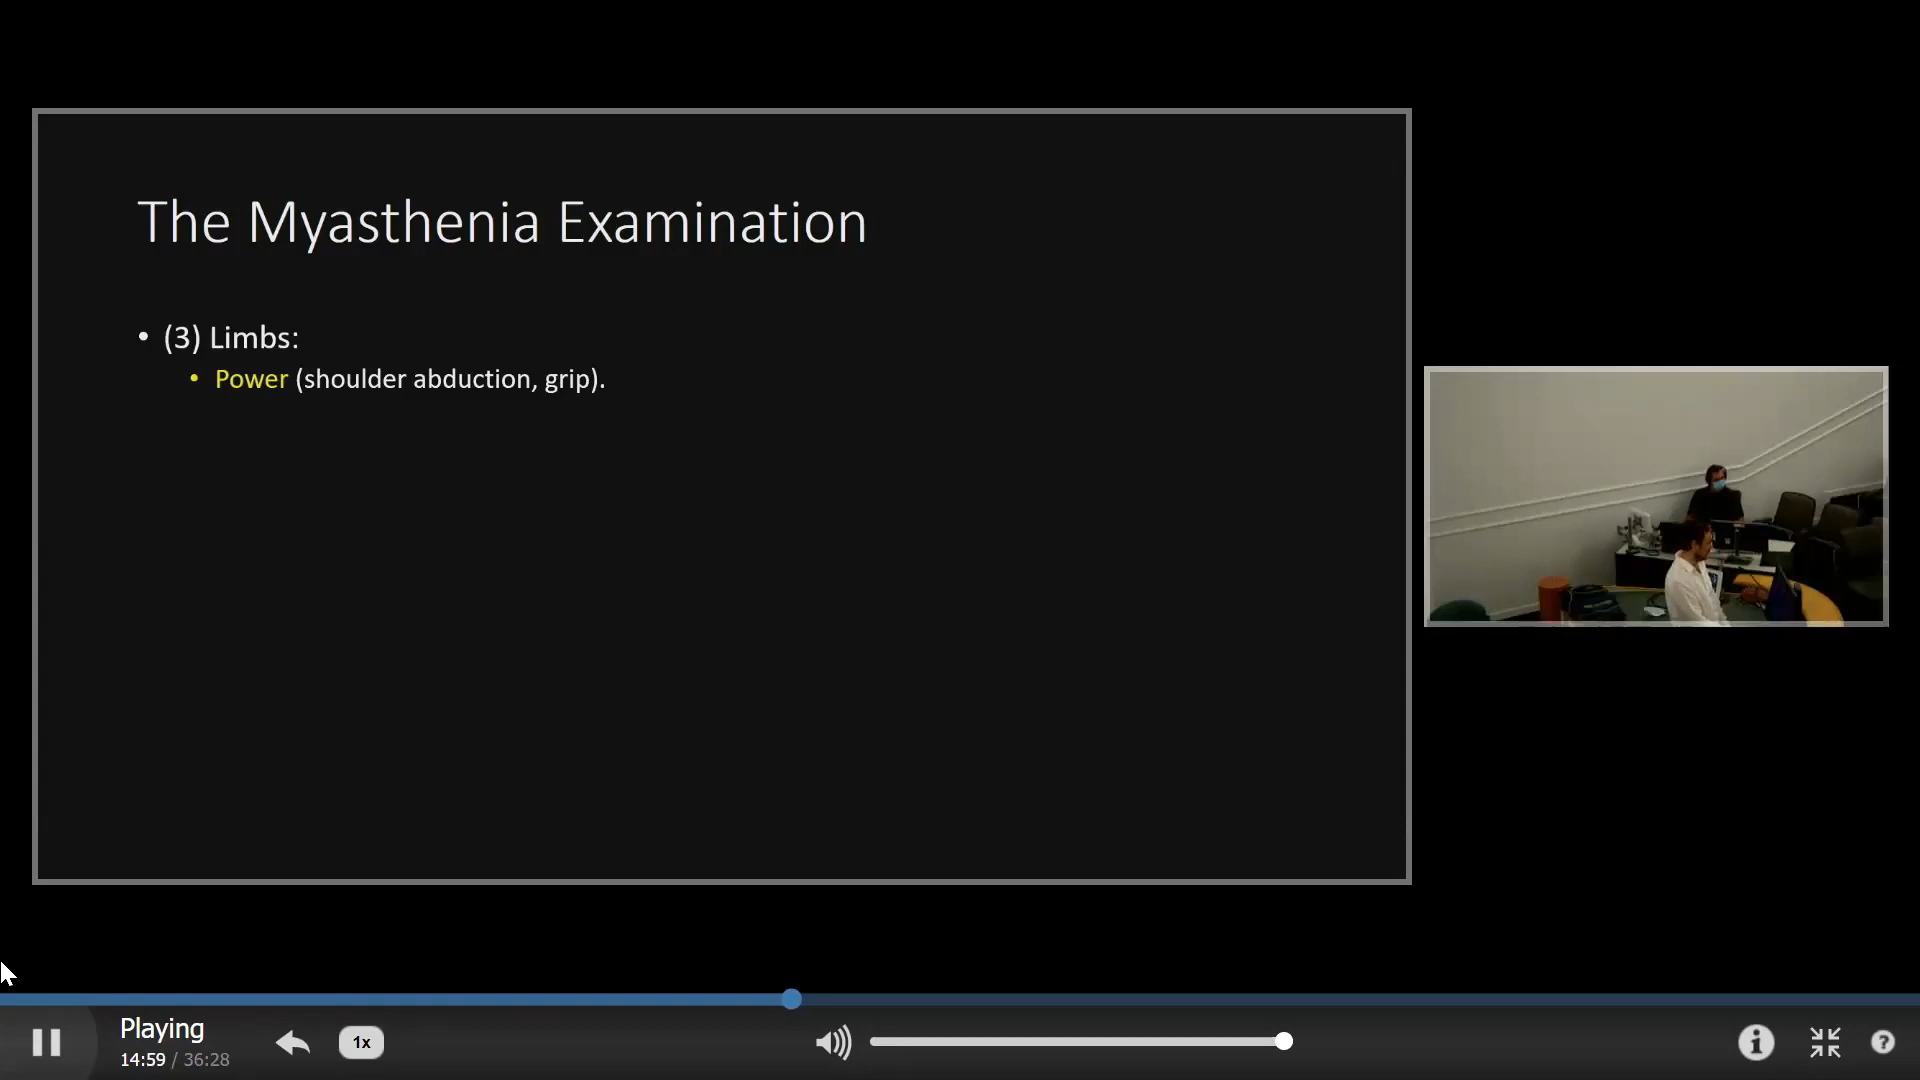 The Myasthenia Examination
• (3) Limbs:
• Power (shoulder abduction, grip).
Playing
14:59 / 36:28
1x